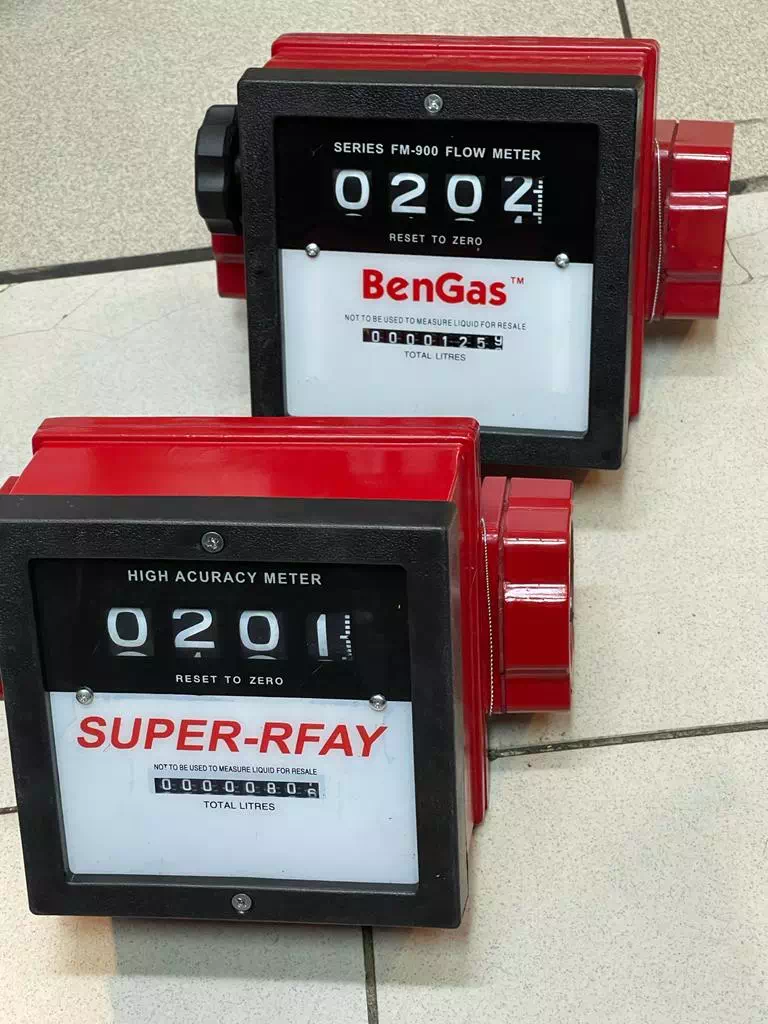 SERIES FM-900 FLOW METER
0202
RESET TO ZERO
BenGas™
NOT TO BE USED TO MEASURE LIQUID FOR RESALE
0000125
TOTAL LITRES
HIGH ACURACY METER
0201
RESET TO ZERO
SUPER-RFAY
NOT TO BE USED TO MEASURE LIQUID FOR RESALE
0000080
TOTAL LITRES